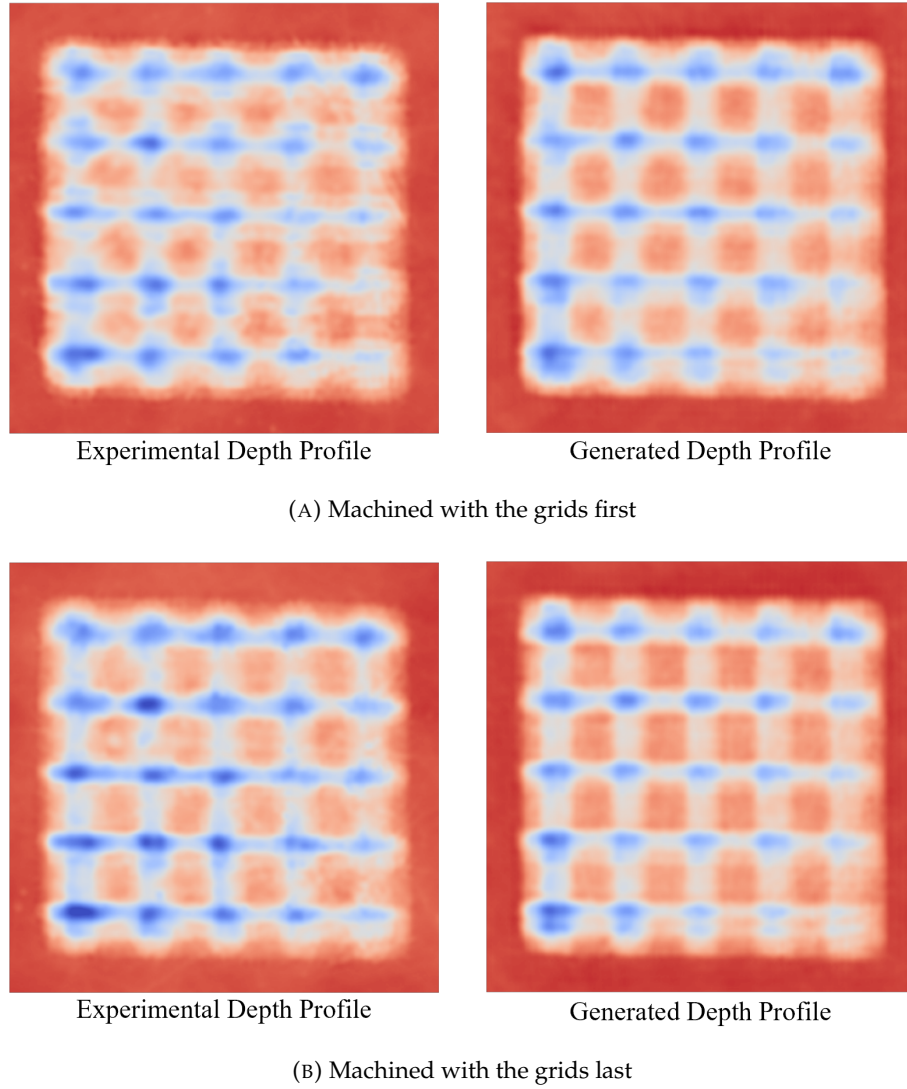 Experimental Depth Profile
Generated Depth Profile
(A) Machined with the grids first
Experimental Depth Profile
Generated Depth Profile
(B) Machined with the grids last